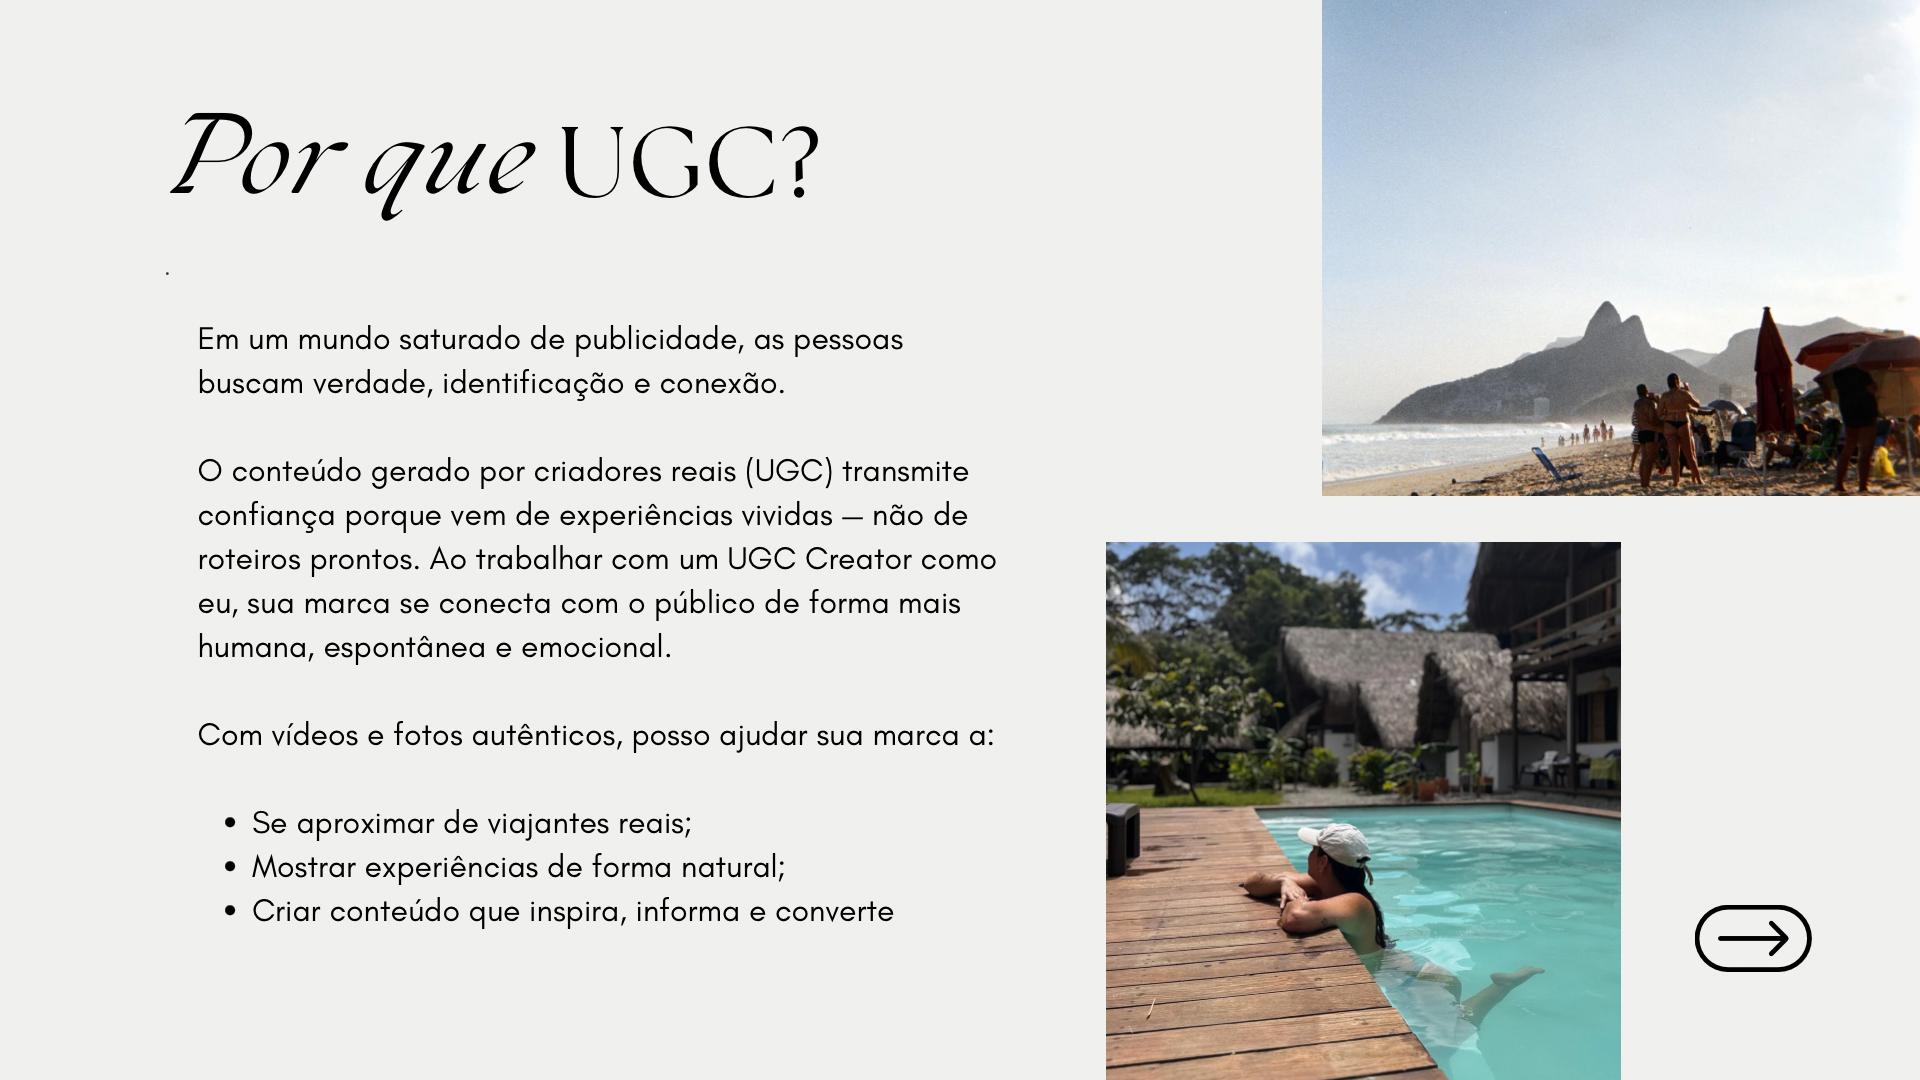 Por que UGC?
.
Em um mundo saturado de publicidade, as pessoas
buscam verdade, identificação e conexão.
O conteúdo gerado por criadores reais (UGC) transmite
confiança porque vem de experiências vividas — não de
roteiros prontos. Ao trabalhar com um UGC Creator como
eu, sua marca se conecta com o público de forma mais
humana, espontânea e emocional.
Com vídeos e fotos autênticos, posso ajudar sua marca a:
• Se aproximar de viajantes reais;
• Mostrar experiências de forma natural;
• Criar conteúdo que inspira, informa e converte